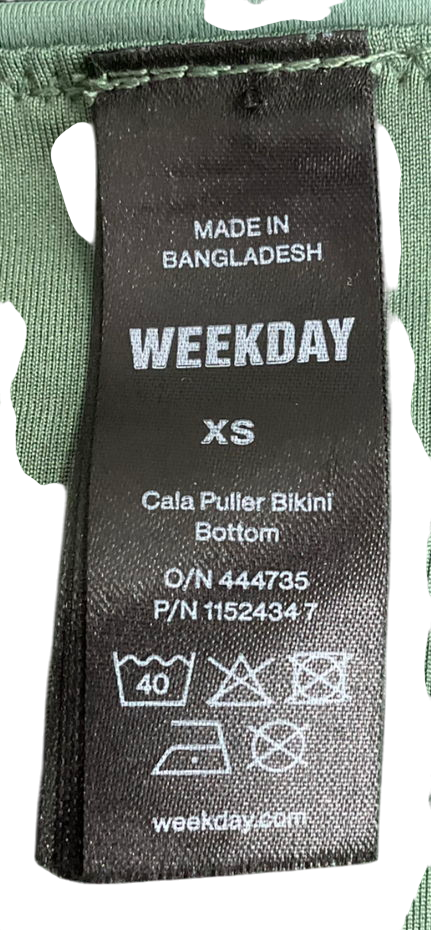 MADE IN
BANGLADESH
WEEKDAY
XS
Cala Puller Bikini
Bottom
O/N 444735
P/N 11524347
40
weekday.com